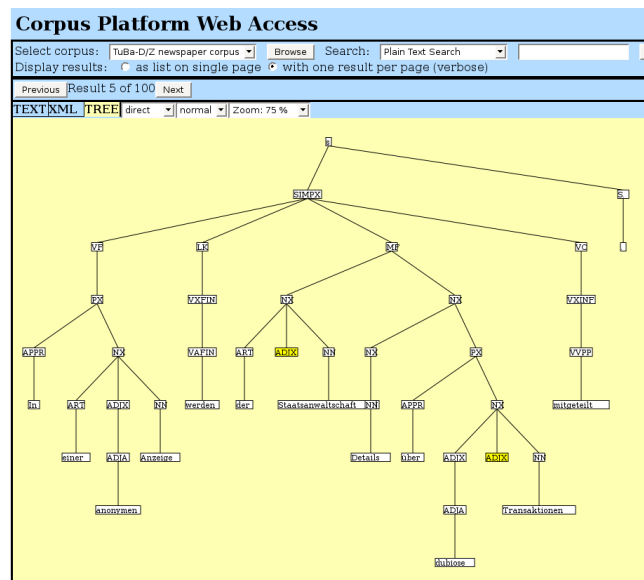 Corpus Platform Web Access
Select corpus: TuBa-D/Z newspaper corpus Browse Search: Plain Text Search
Display results: as list on single page with one result per page (verbose)
Previous Result 5 of 100 Next
TEXT XML TREE direct normal Zoom: 75 %
s
SIMPX S.
VF LK MF VC
PX VXFIN NX NX VXINF
APPR NX VAFIN ART ADJX NN NX PX VVPP
In ART ADJX NN werden der Staatsanwaltschaft NN APPR NX mitgeteilt
einer ADJA Anzeige Details über ADJX ADJX NN
anonymen ADJA Transaktionen
dubiose